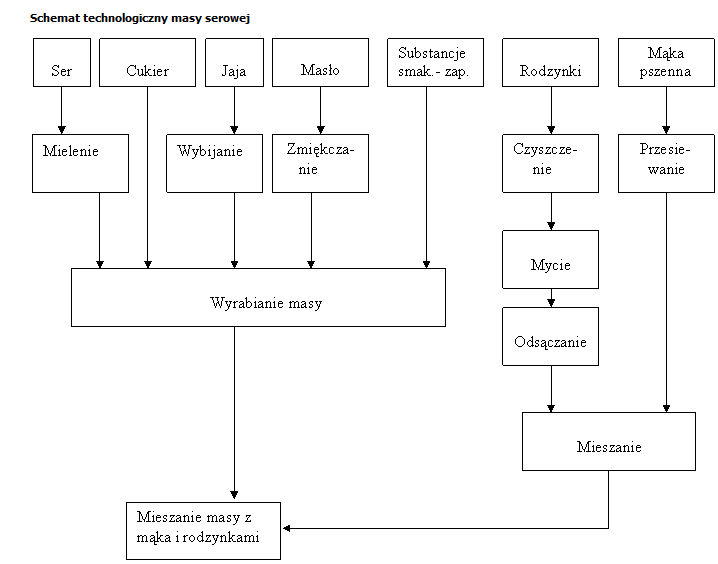 Schemat technologiczny masy serowej
Ser
Cukier
Jaja
Masło
Substancje
smak.- zap.
Rodzynki
Mąka
pszenna
Mielenie
Wybijanie
Zmiękcza-
nie
Czyszcze-
nie
Przesie-
wanie
Mycie
Wyrabianie masy
Odsączanie
Mieszanie
Mieszanie masy z
mąka i rodzynkami